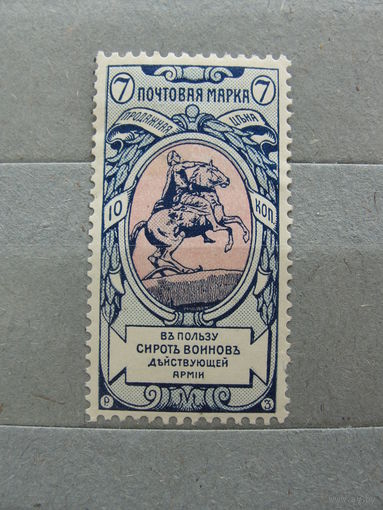 7 ПОЧТОВАЯ МАРКА 7
ПРОДАЖНАЯ ЦѢНА
10 КОП.
ВЪ ПОЛЬЗУ
СИРОТЪ ВОИНОВЪ
ДѢЙСТВУЮЩЕЙ
АРМІИ
Р З